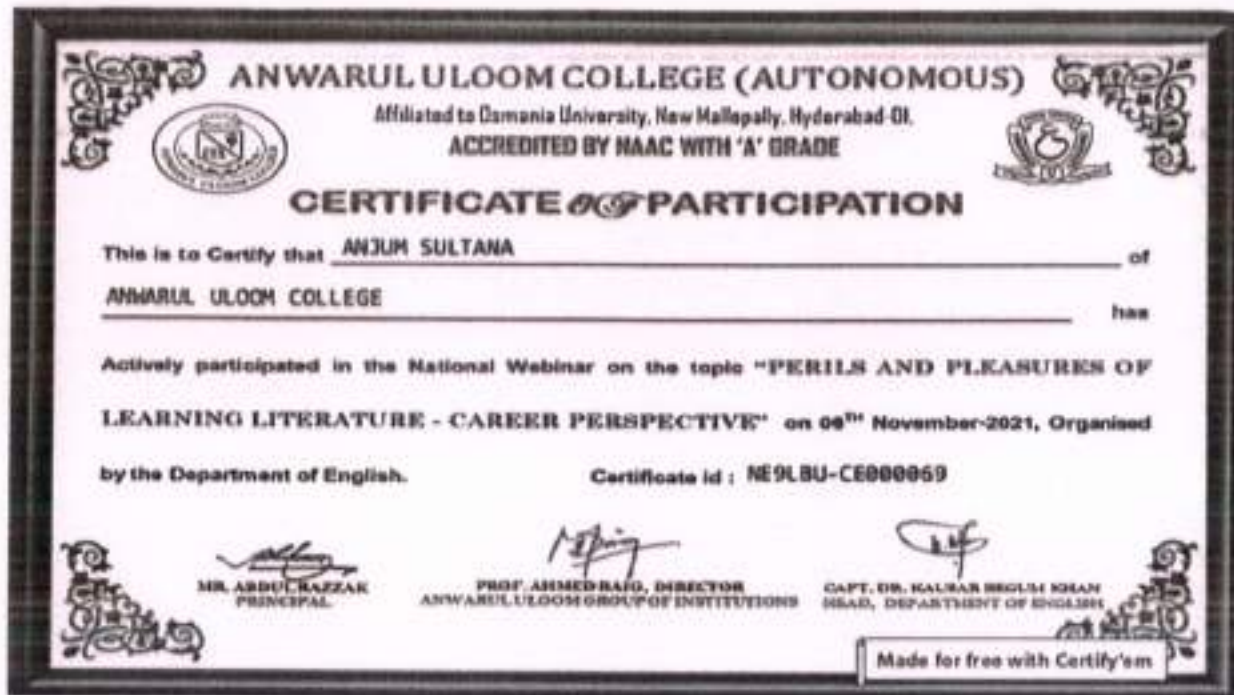 ANWARUL ULOOM COLLEGE (AUTONOMOUS)
Affiliated to Osmania University, New Mallepally, Hyderabad-01.
ACCREDITED BY NAAC WITH 'A' GRADE
CERTIFICATE OF PARTICIPATION
This is to Certify that ANJUM SULTANA of
ANWARUL ULOOM COLLEGE has
Actively participated in the National Webinar on the topic "PERILS AND PLEASURES OF
LEARNING LITERATURE - CAREER PERSPECTIVE" on TH November-2021, Organised
by the Department of English. Certificate id : NE9LBU-CE000069
MR. ABDUL RAZZAK
PRINCIPAL
PROF. AHMED BAIG, DIRECTOR
ANWARUL ULOOM GROUP OF INSTITUTIONS
CAPT. DR. KAUSAR BEGUM KHAN
HEAD, DEPARTMENT OF ENGLISH
Made for free with Certify'em